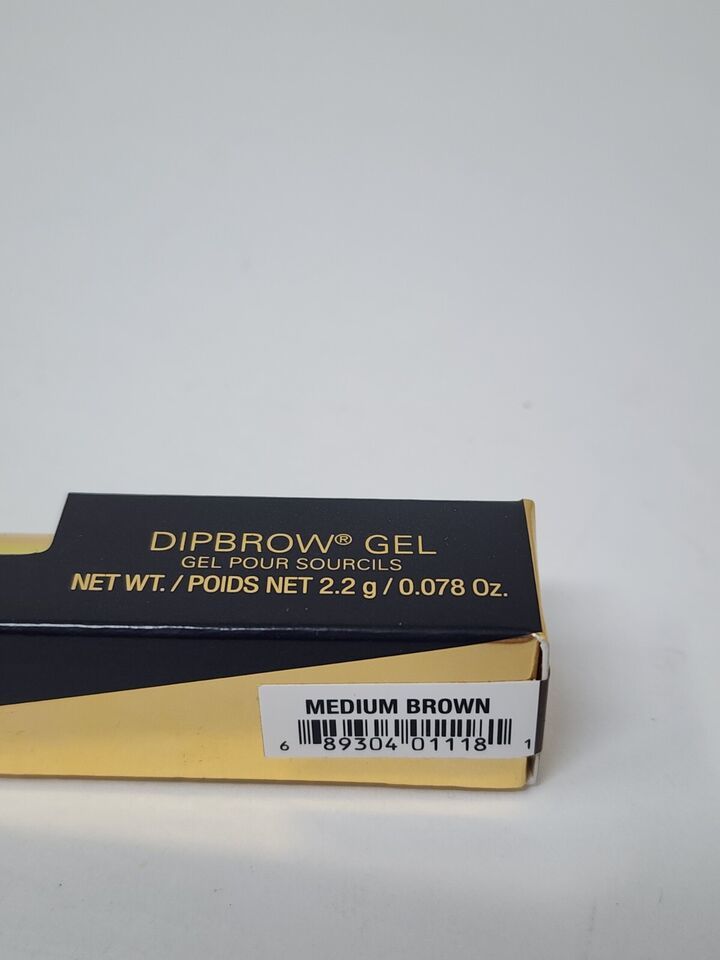 DIPBROW® GEL
GEL POUR SOURCILS
NET WT. / POIDS NET 2.2 g / 0.078 Oz.
MEDIUM BROWN
6 89304 01118 1